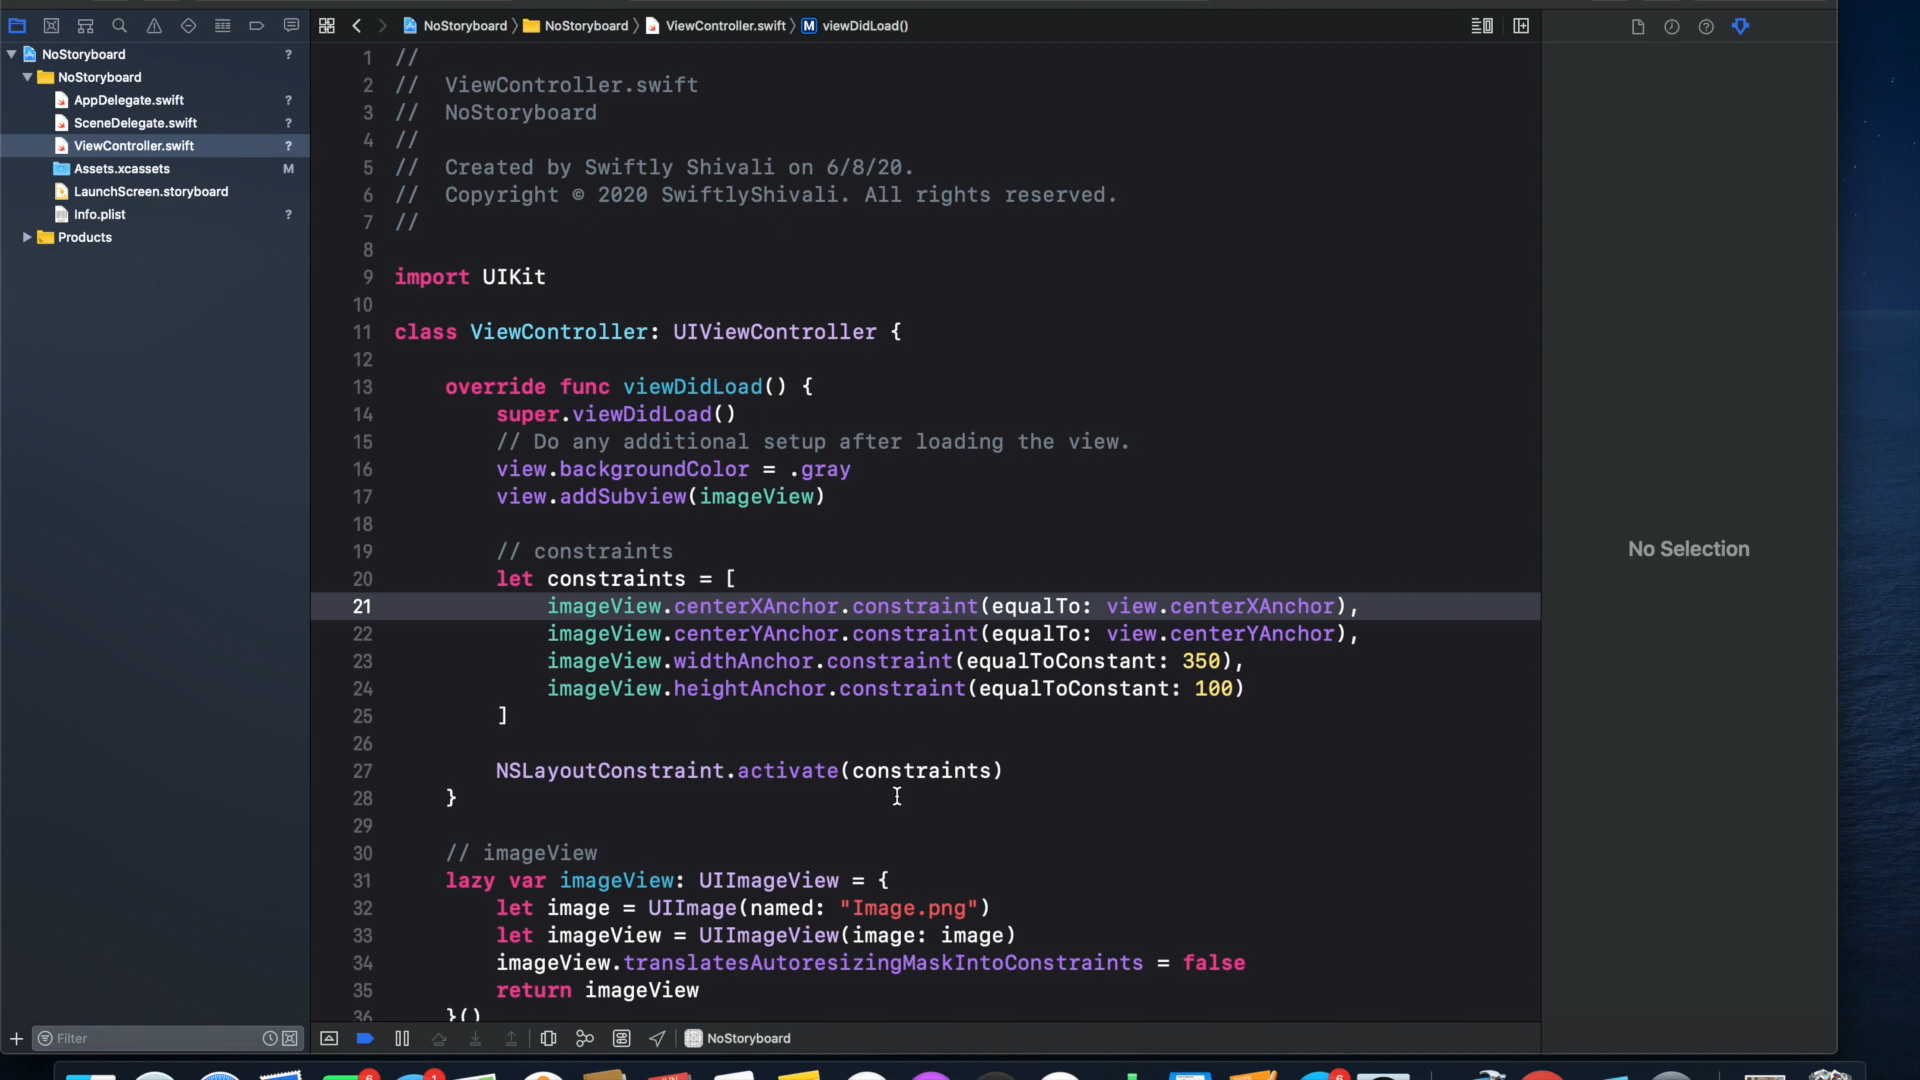 NoStoryboard ?
NoStoryboard
AppDelegate.swift ?
SceneDelegate.swift ?
ViewController.swift ?
Assets.xcassets M
LaunchScreen.storyboard
Info.plist ?
Products
Filter
NoStoryboard 〉 NoStoryboard 〉 ViewController.swift 〉 M viewDidLoad()
1 //
2 //  ViewController.swift
3 //  NoStoryboard
4 //
5 //  Created by Swiftly Shivali on 6/8/20.
6 //  Copyright © 2020 SwiftlyShivali. All rights reserved.
7 //
8
9 import UIKit
10
11 class ViewController: UIViewController {
12
13     override func viewDidLoad() {
14         super.viewDidLoad()
15         // Do any additional setup after loading the view.
16         view.backgroundColor = .gray
17         view.addSubview(imageView)
18
19         // constraints
20         let constraints = [
21             imageView.centerXAnchor.constraint(equalTo: view.centerXAnchor),
22             imageView.centerYAnchor.constraint(equalTo: view.centerYAnchor),
23             imageView.widthAnchor.constraint(equalToConstant: 350),
24             imageView.heightAnchor.constraint(equalToConstant: 100)
25         ]
26
27         NSLayoutConstraint.activate(constraints)
28     }
29
30     // imageView
31     lazy var imageView: UIImageView = {
32         let image = UIImage(named: "Image.png")
33         let imageView = UIImageView(image: image)
34         imageView.translatesAutoresizingMaskIntoConstraints = false
35         return imageView
36     }()
NoStoryboard
No Selection
6
1
6